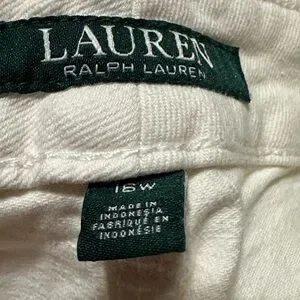 LAUREN
RALPH LAUREN
16W
MADE IN
INDONESIA
FABRIQUÉ EN
INDONÉSIE